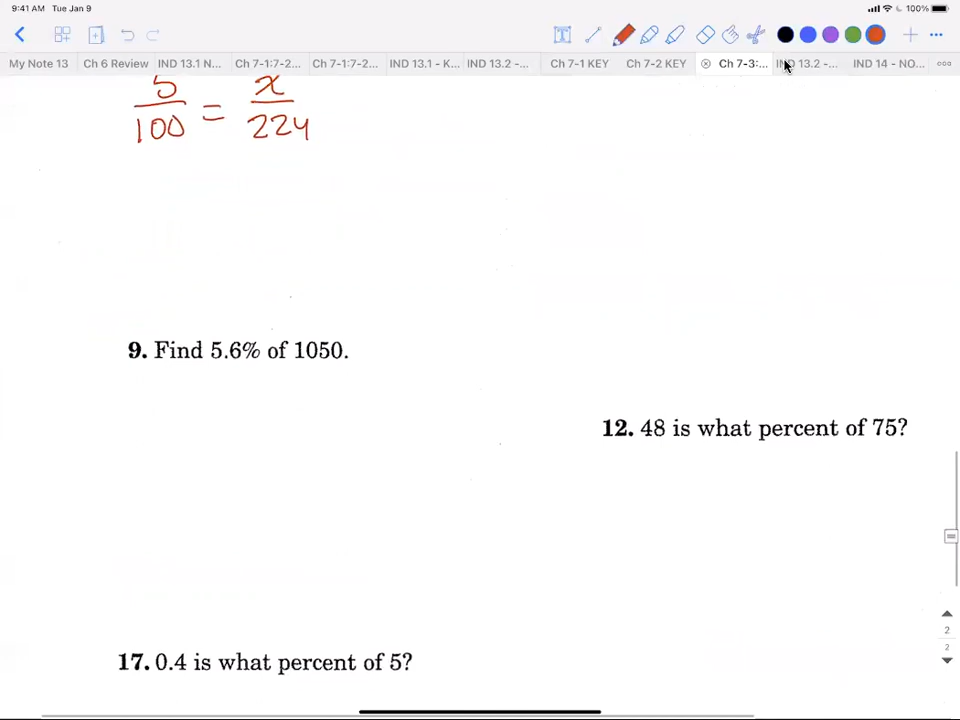 9:41 AM Tue Jan 9
100%
My Note 13
Ch 6 Review
IND 13.1 N...
Ch 7-1:7-2...
Ch 7-1:7-2...
IND 13.1 - K...
IND 13.2 -...
Ch 7-1 KEY
Ch 7-2 KEY
Ch 7-3:...
IND 13.2 -...
IND 14 - NO...
5/100 = x/224
9. Find 5.6% of 1050.
12. 48 is what percent of 75?
17. 0.4 is what percent of 5?
2
2